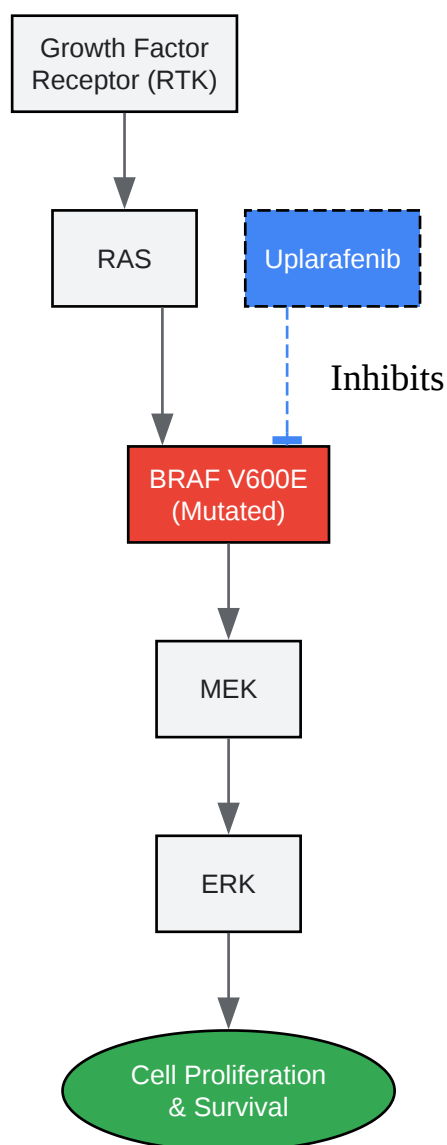 Growth Factor
Receptor (RTK)
RAS
Uplarafenib
Inhibits
BRAF V600E
(Mutated)
MEK
ERK
Cell Proliferation
& Survival